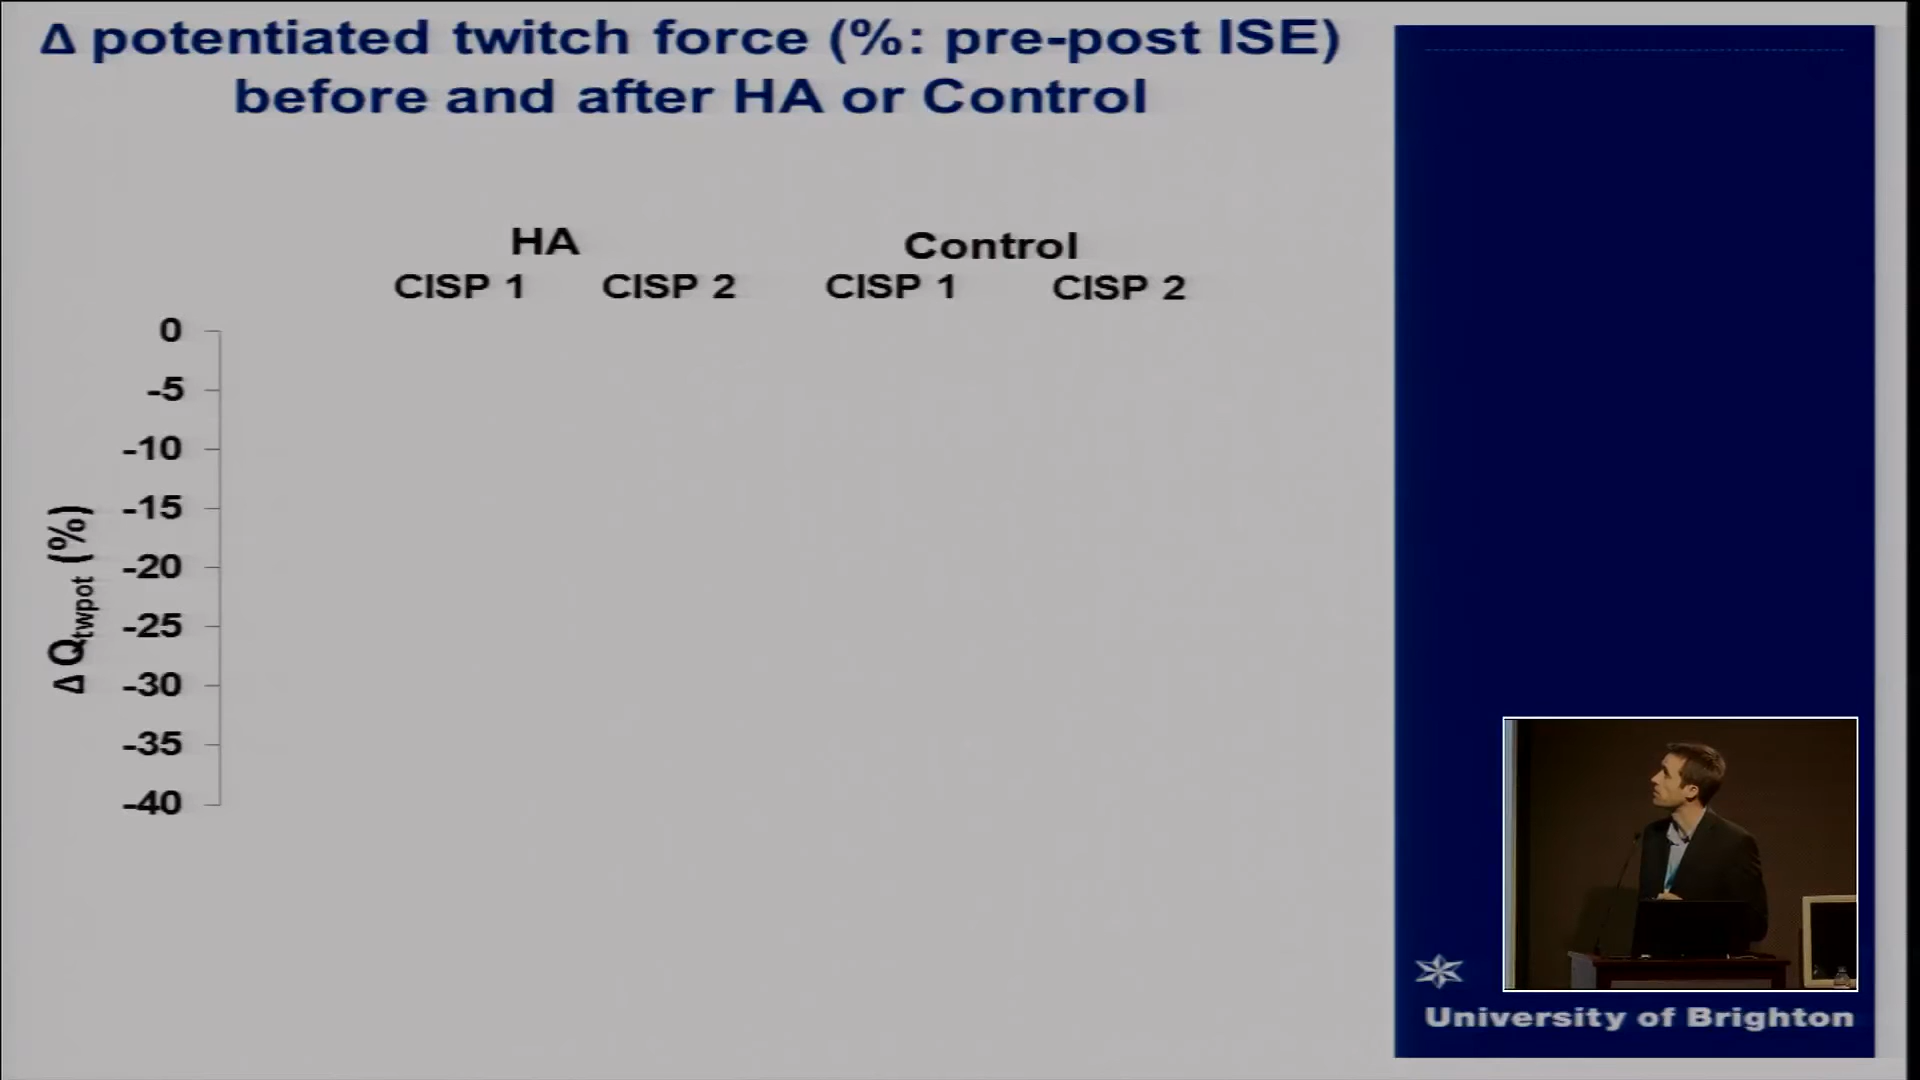 Δ potentiated twitch force (%: pre-post ISE)
before and after HA or Control
HA
Control
CISP 1
CISP 2
CISP 1
CISP 2
0
-5
-10
-15
-20
-25
-30
-35
-40
Δ Qtwpot (%)
University of Brighton